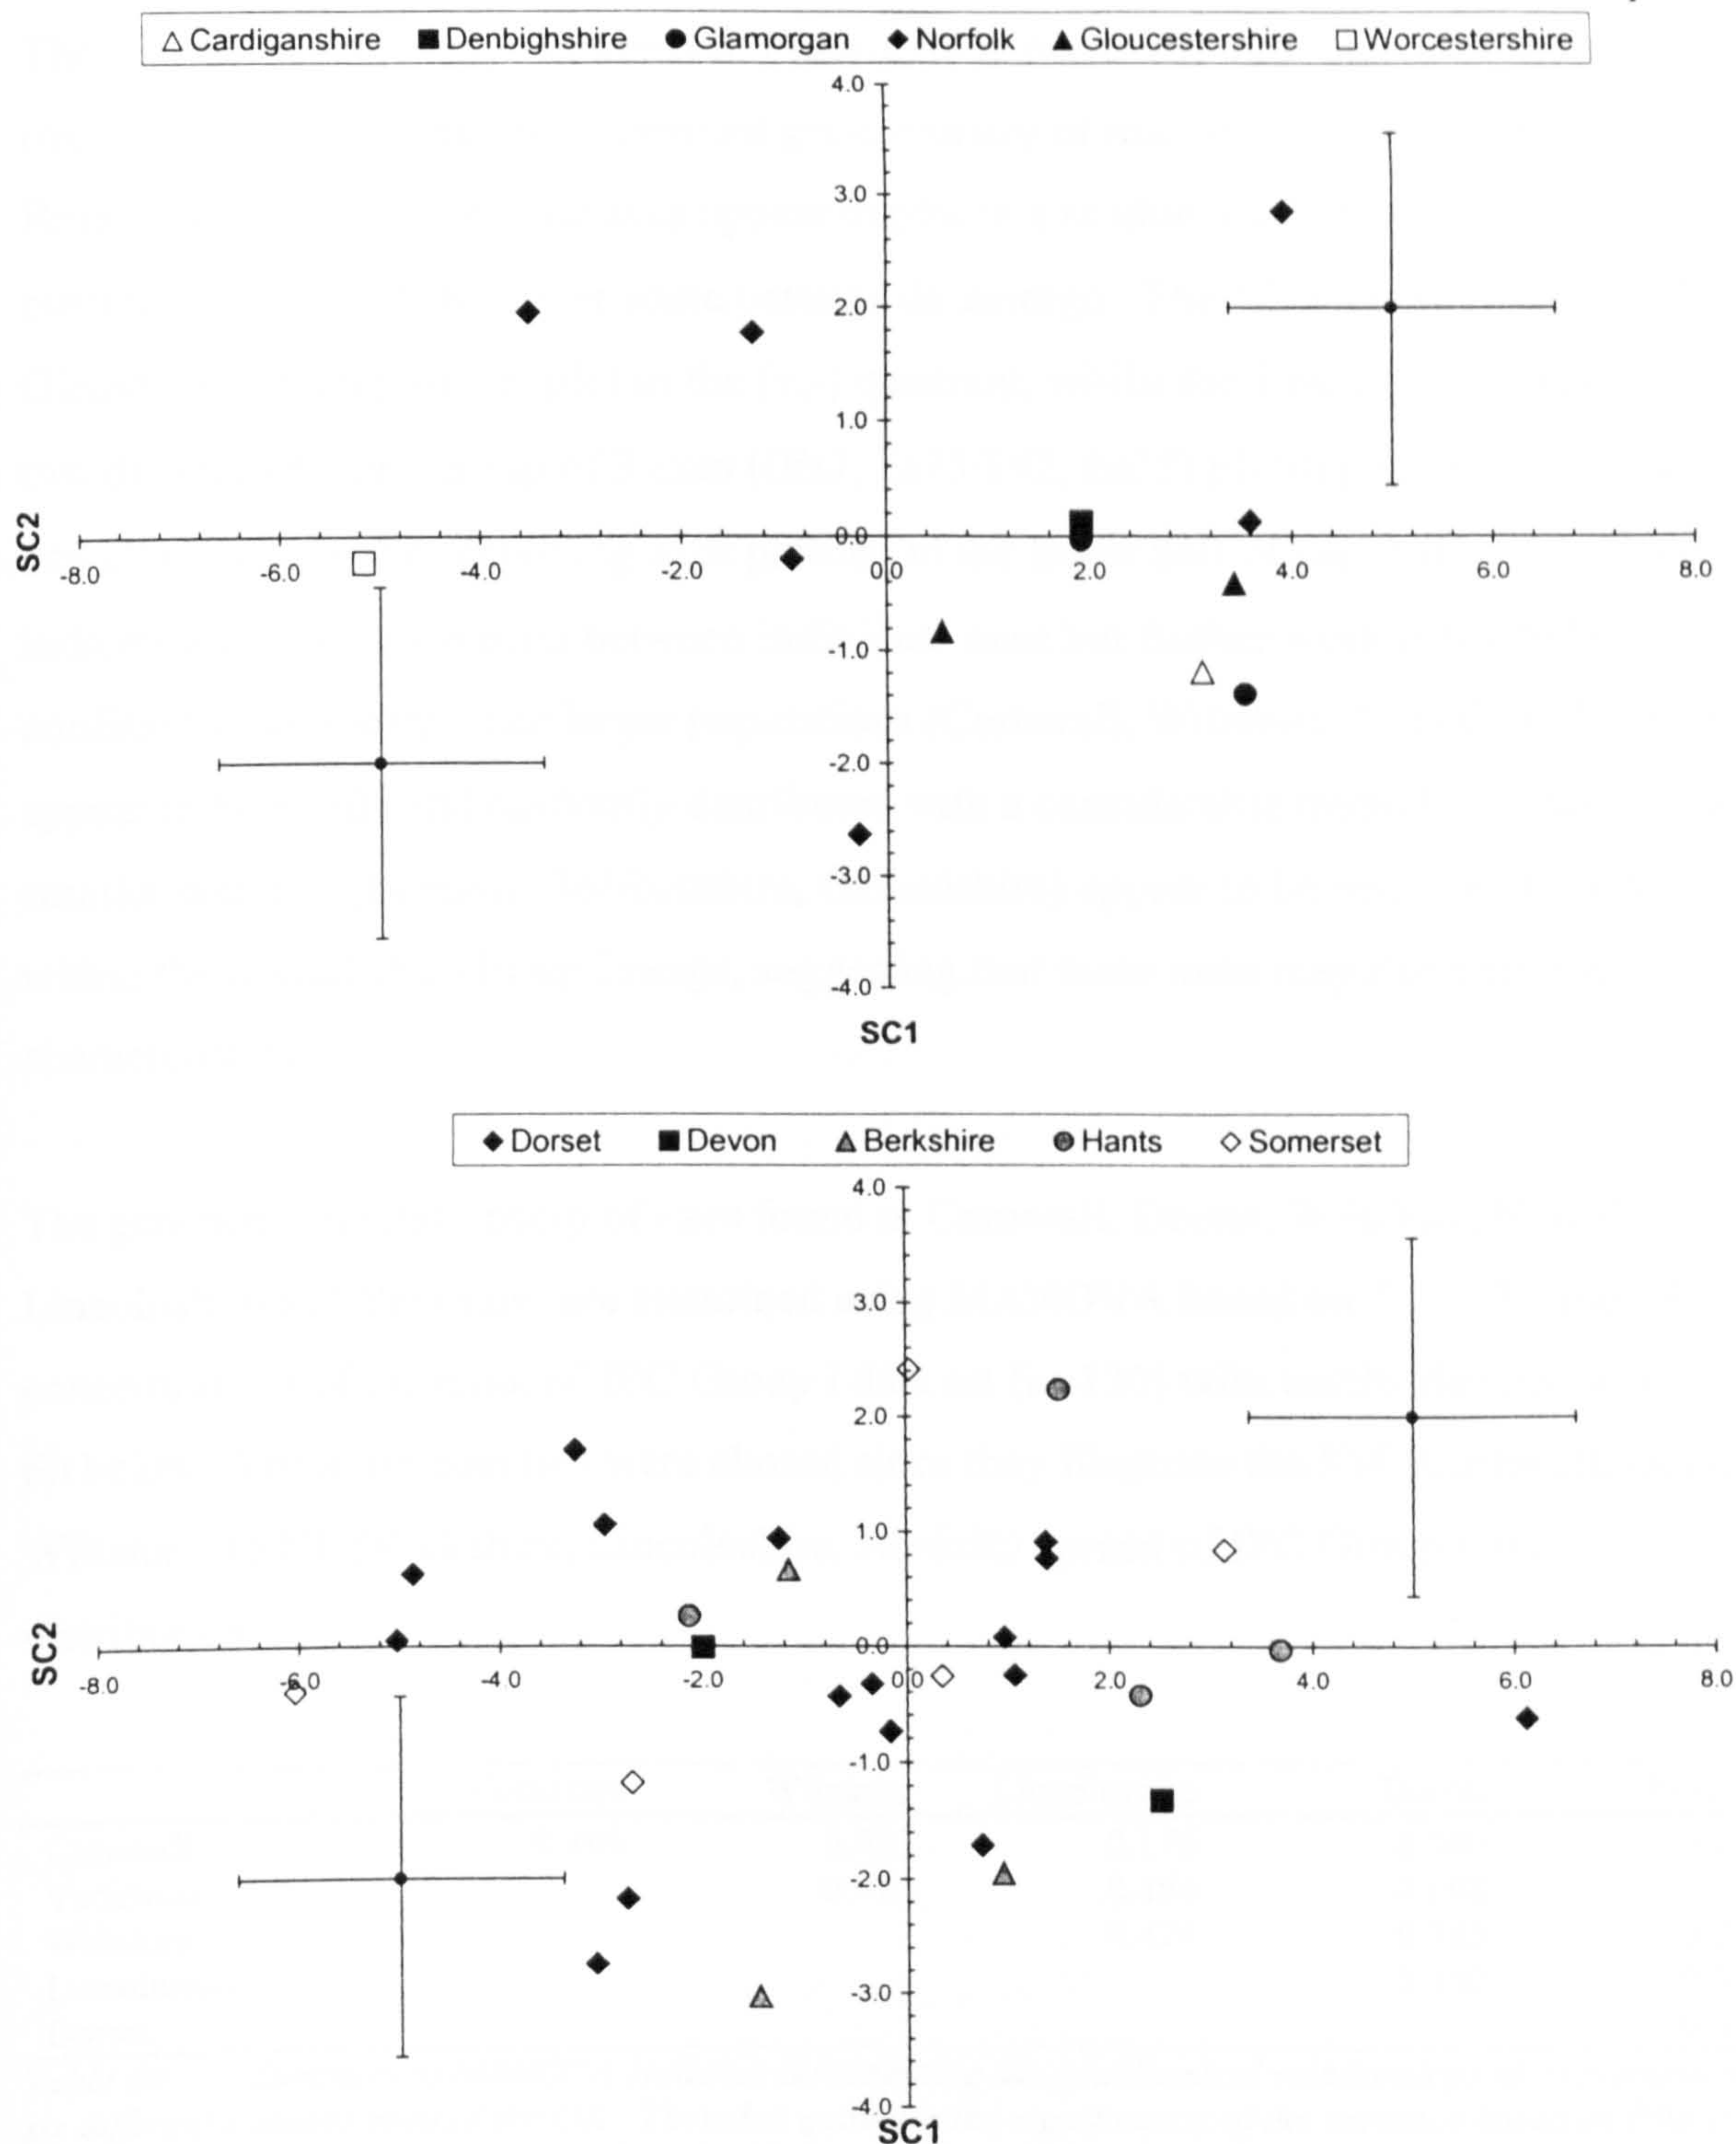 △ Cardiganshire ■ Denbighshire ● Glamorgan ◆ Norfolk ▲ Gloucestershire □ Worcestershire
4.0
3.0
2.0
1.0
SC2
0.0
-8.0 -6.0 -4.0 -2.0 0.0 2.0 4.0 6.0 8.0
-1.0
-2.0
-3.0
-4.0
SC1
◆ Dorset ■ Devon ▲ Berkshire ● Hants ◇ Somerset
4.0
3.0
2.0
1.0
SC2
0.0
-8.0 -6.0 -4.0 -2.0 0.0 2.0 4.0 6.0 8.0
-1.0
-2.0
-3.0
-4.0
SC1